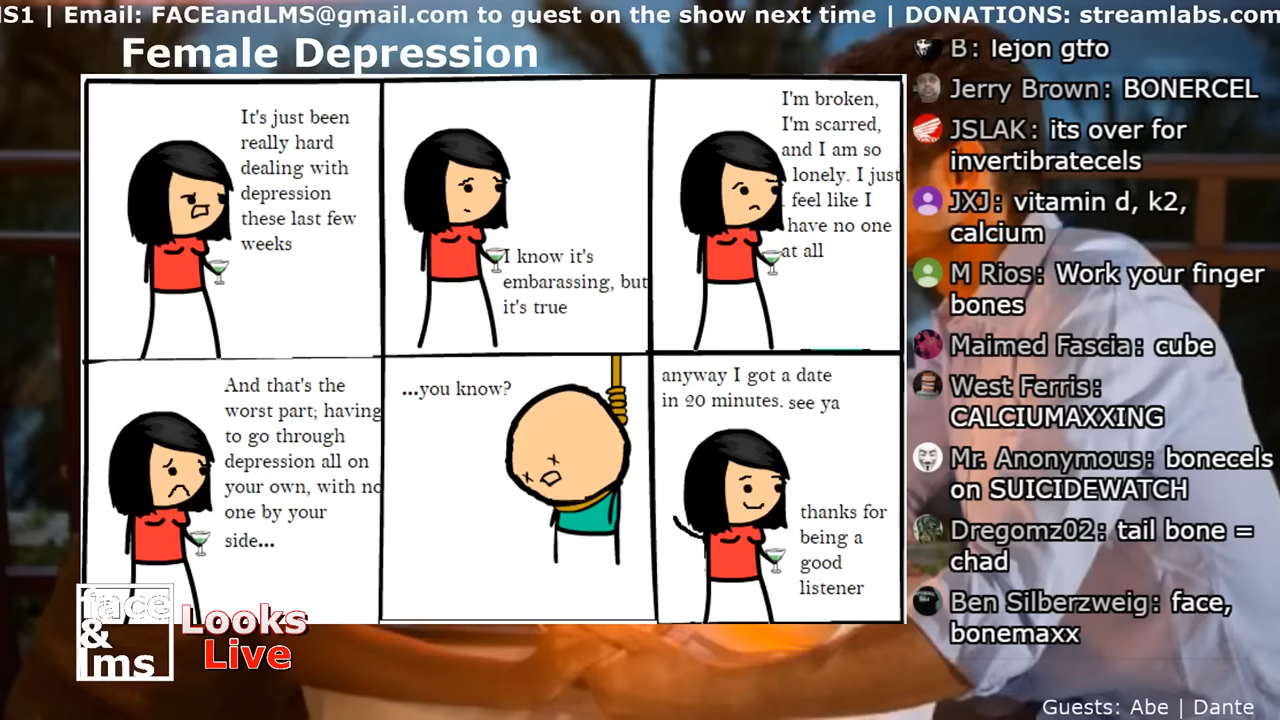 S1 | Email: FACEandLMS@gmail.com to guest on the show next time | DONATIONS: streamlabs.com
Female Depression
It's just been
really hard
dealing with
depression
these last few
weeks
I know it's
embarassing, but
it's true
I'm broken,
I'm scarred,
and I am so
lonely. I just
feel like I
have no one
at all
And that's the
worst part; having
to go through
depression all on
your own, with no
one by your
side...
...you know?
anyway I got a date
in 20 minutes. see ya
thanks for
being a
good
listener
face
&
lms
Looks
Live
B: lejon gtfo
Jerry Brown: BONERCEL
JSLAK: its over for
invertibratecels
JXJ: vitamin d, k2,
calcium
M Rios: Work your finger
bones
Maimed Fascia: cube
West Ferris:
CALCIUMAXXING
Mr. Anonymous: bonecels
on SUICIDEWATCH
Dregomz02: tail bone =
chad
Ben Silberzweig: face,
bonemaxx
Guests: Abe | Dante